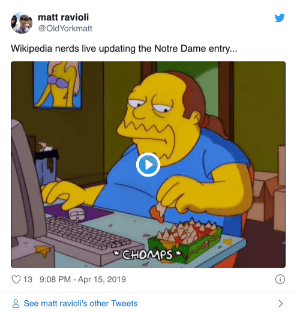 matt ravioli
@OldYorkmatt
Wikipedia nerds live updating the Notre Dame entry...
*CHOMPS*
13 9:08 PM - Apr 15, 2019
See matt ravioli's other Tweets